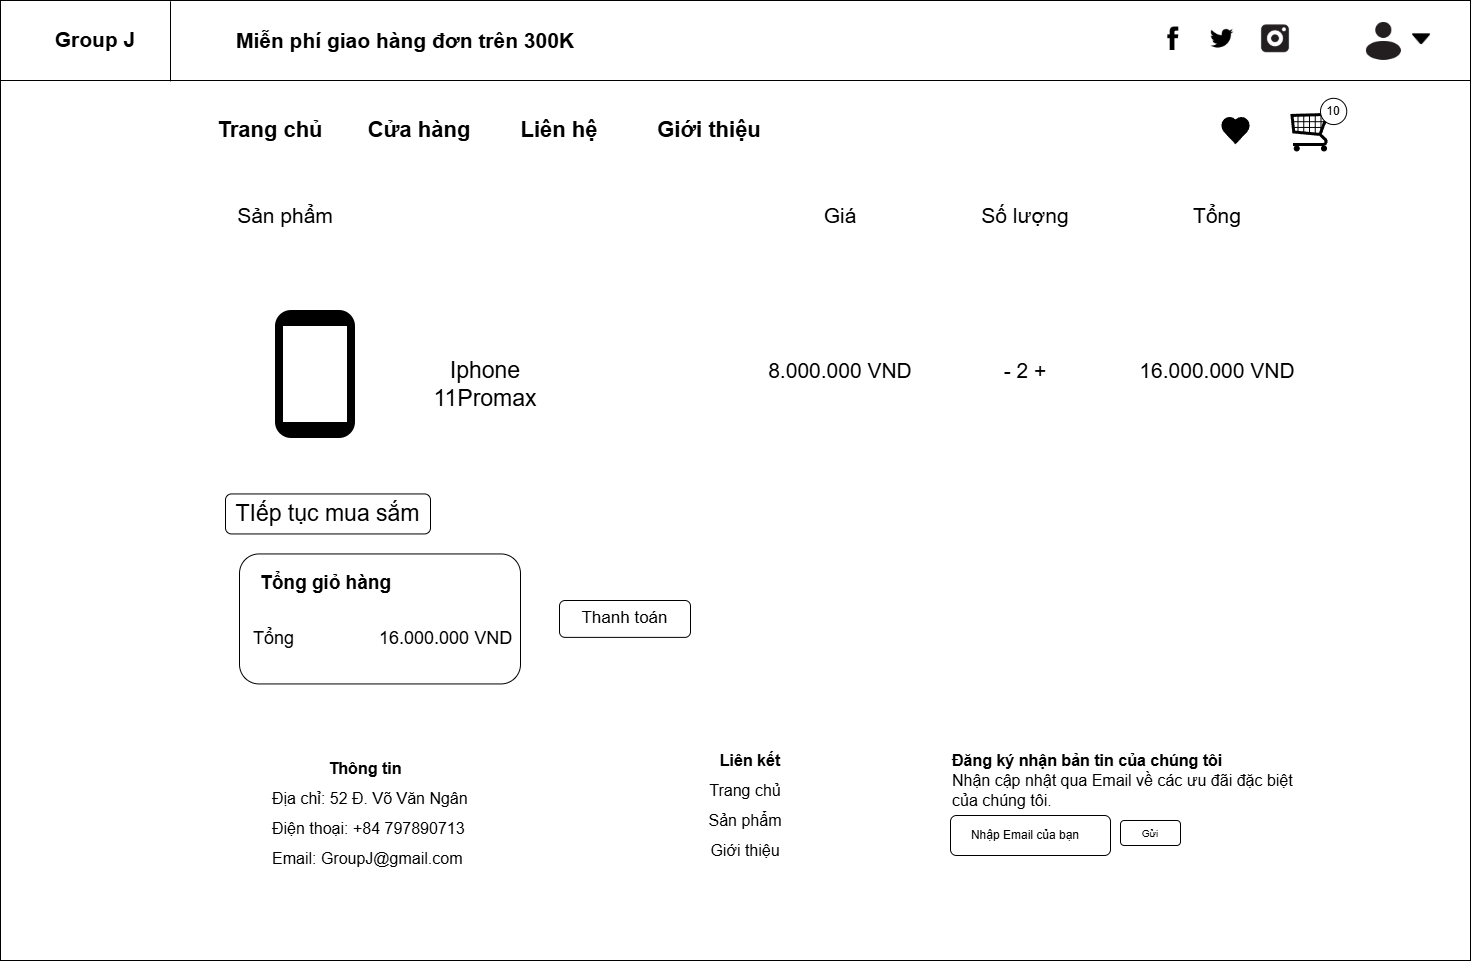 Group J
Miễn phí giao hàng đơn trên 300K
Trang chủ
Cửa hàng
Liên hệ
Giới thiệu
10
Sản phẩm
Giá
Số lượng
Tổng
Iphone
11Promax
8.000.000 VND
- 2 +
16.000.000 VND
TIếp tục mua sắm
Tổng giỏ hàng
Tổng
16.000.000 VND
Thanh toán
Thông tin
Địa chỉ: 52 Đ. Võ Văn Ngân
Điện thoại: +84 797890713
Email: GroupJ@gmail.com
Liên kết
Trang chủ
Sản phẩm
Giới thiệu
Đăng ký nhận bản tin của chúng tôi
Nhận cập nhật qua Email về các ưu đãi đặc biệt
của chúng tôi.
Nhập Email của bạn
Gửi